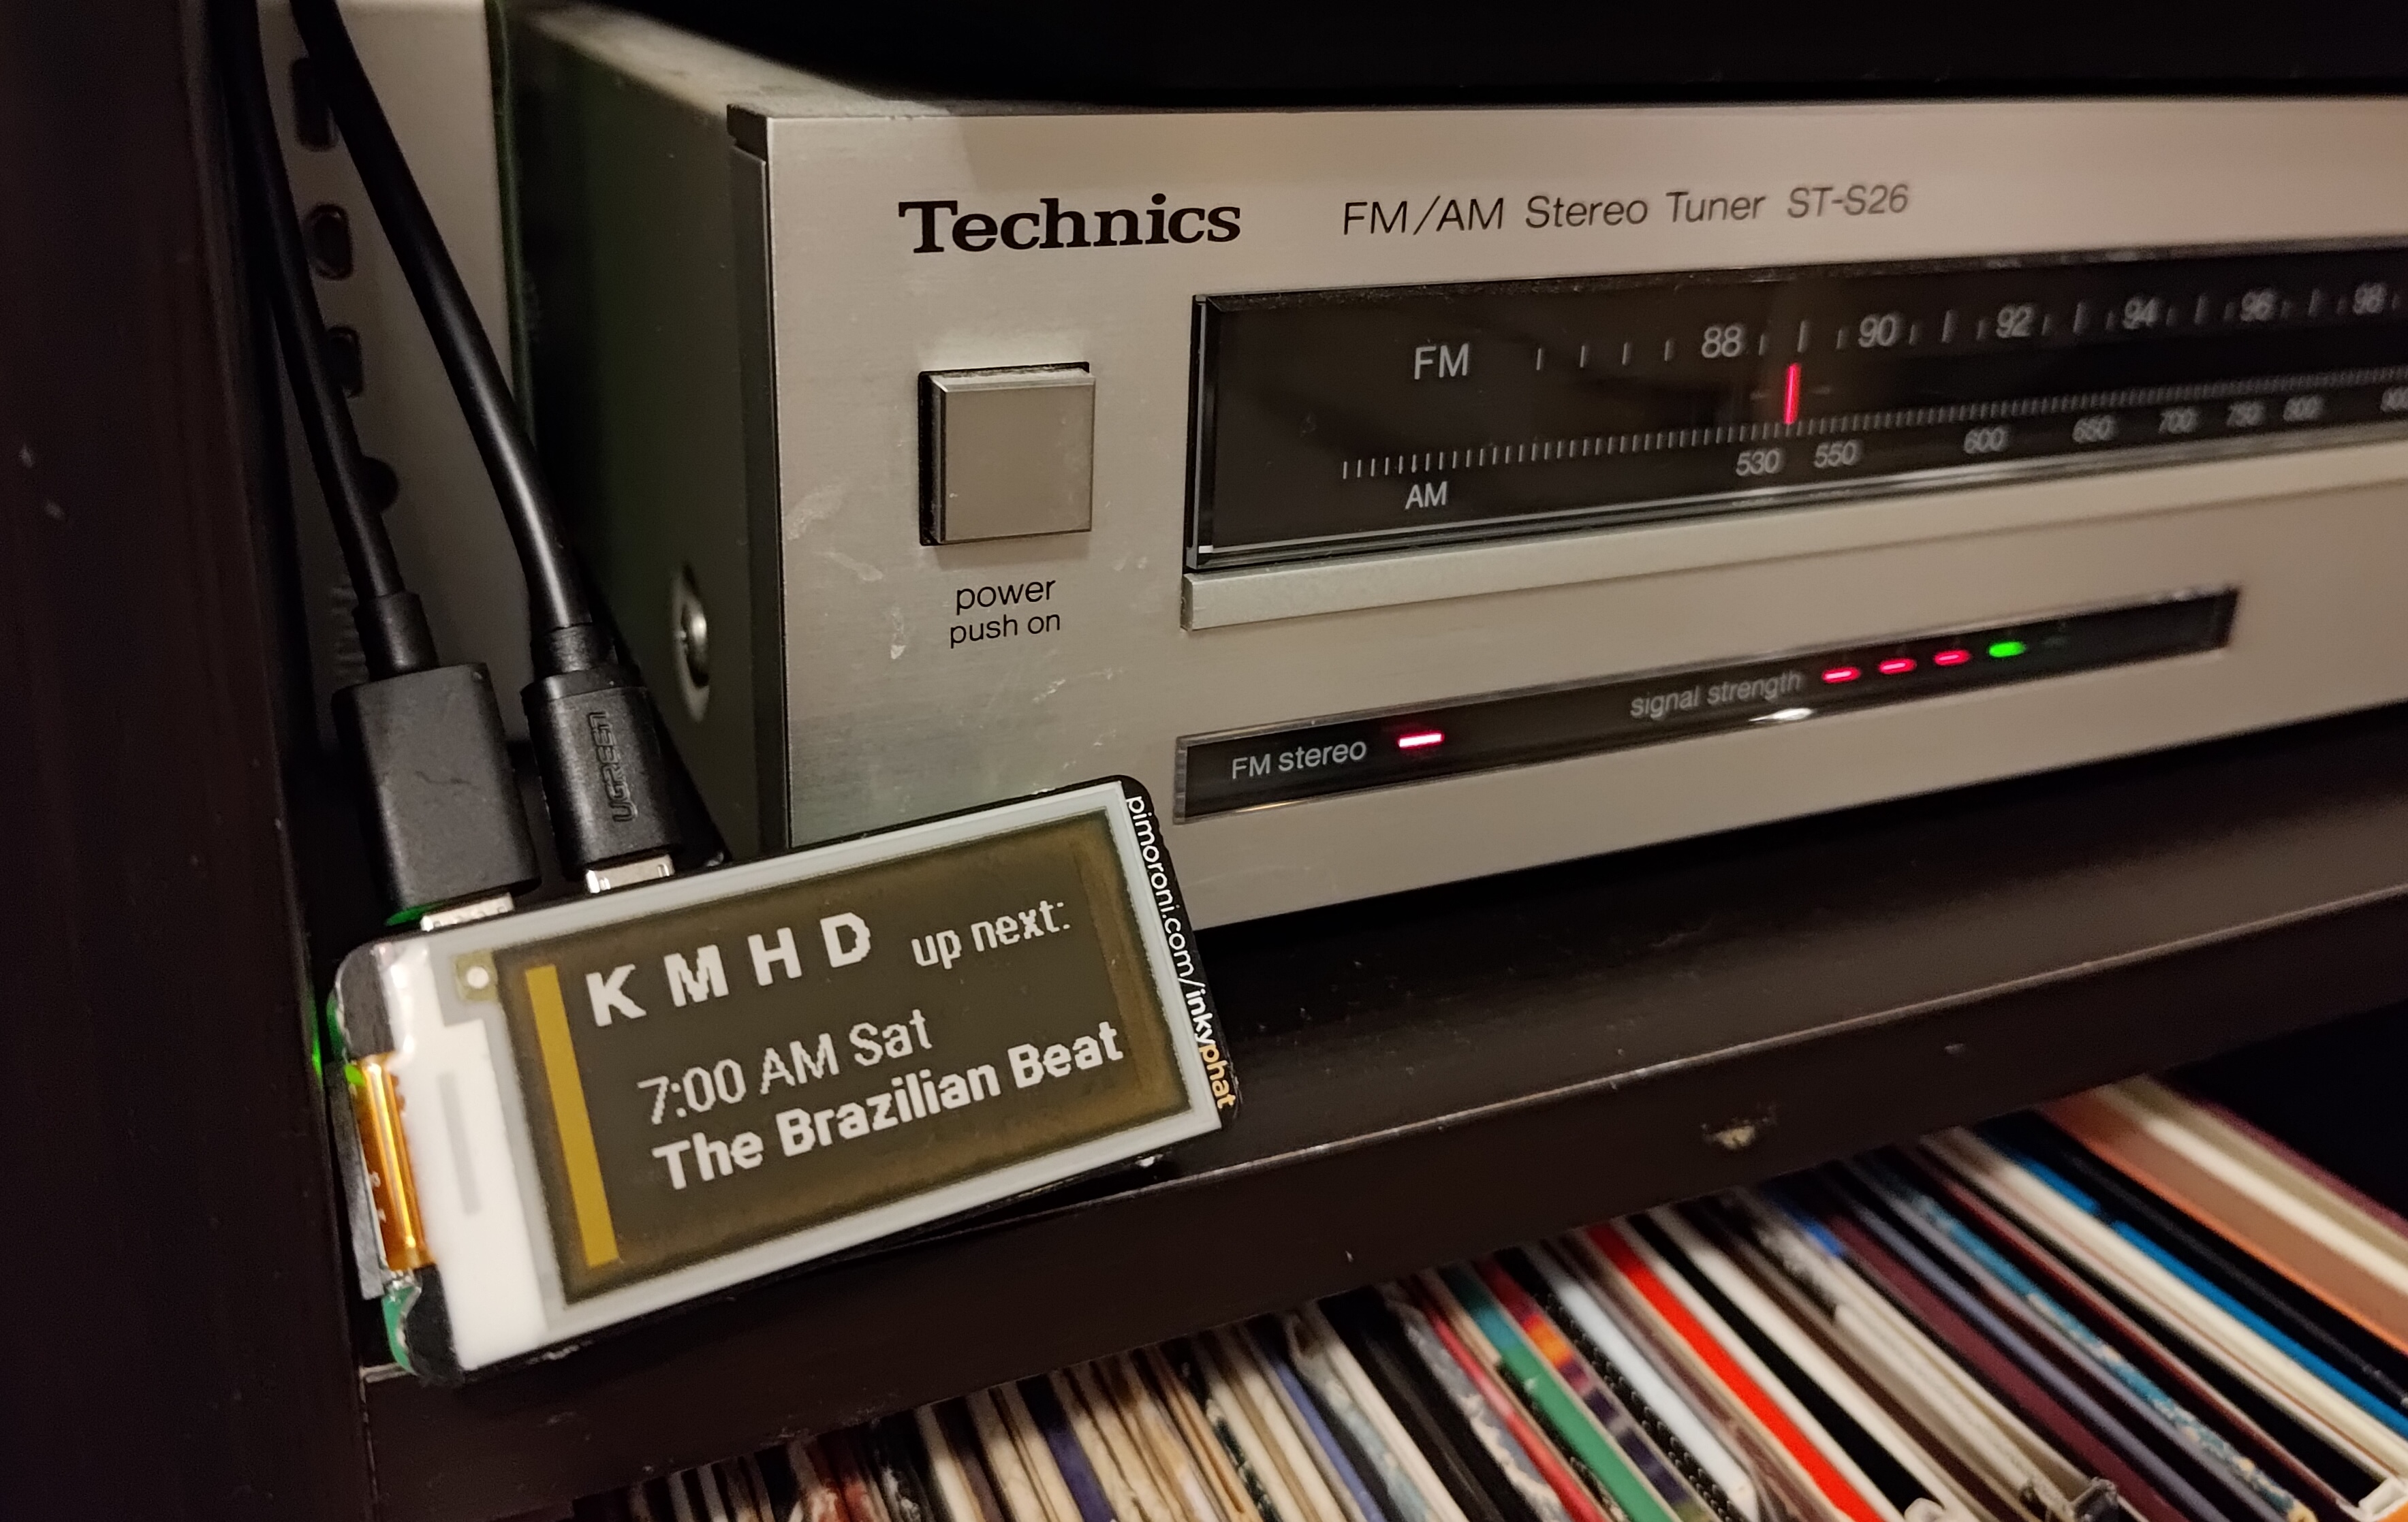 Technics FM/AM Stereo Tuner ST-S26
FM 88 90 92 94 96 98
530 550 600 650 700 750 800
AM
power
push on
signal strength
FM stereo
UGREEN
pimoroni.com/inkyphat
K M H D up next:
7:00 AM Sat
The Brazilian Beat